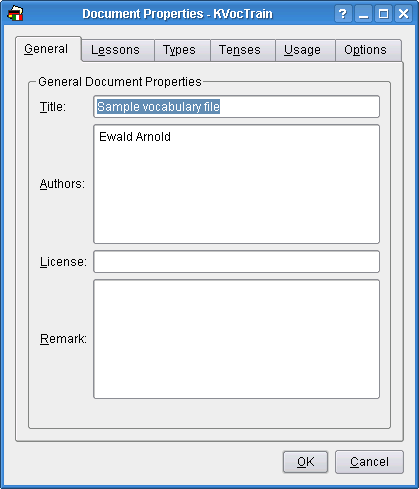 Document Properties - KVocTrain
General Lessons Types Tenses Usage Options
General Document Properties
Title: Sample vocabulary file
Authors: Ewald Arnold
License:
Remark:
OK Cancel